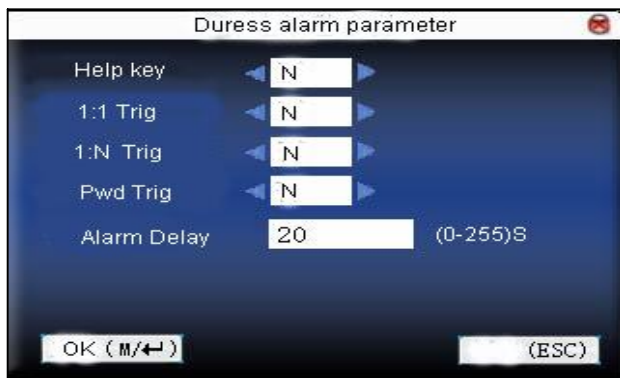 Duress alarm parameter
Help key N
1:1 Trig N
1:N Trig N
Pwd Trig N
Alarm Delay 20 (0-255)S
OK (M/↵) (ESC)